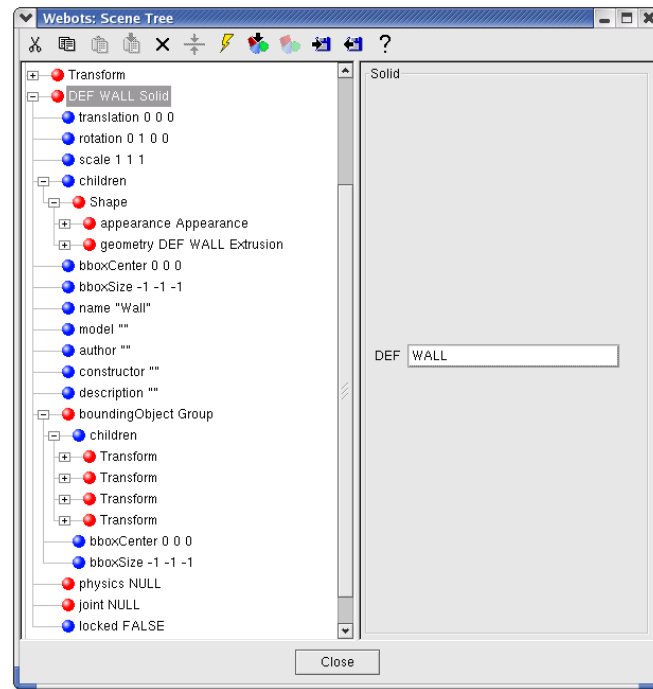 Webots: Scene Tree
?
Transform
DEF WALL Solid
translation 0 0 0
rotation 0 1 0 0
scale 1 1 1
children
Shape
appearance Appearance
geometry DEF WALL Extrusion
bboxCenter 0 0 0
bboxSize -1 -1 -1
name "Wall"
model ""
author ""
constructor ""
description ""
boundingObject Group
children
Transform
Transform
Transform
Transform
bboxCenter 0 0 0
bboxSize -1 -1 -1
physics NULL
joint NULL
locked FALSE
Solid
DEF WALL
Close